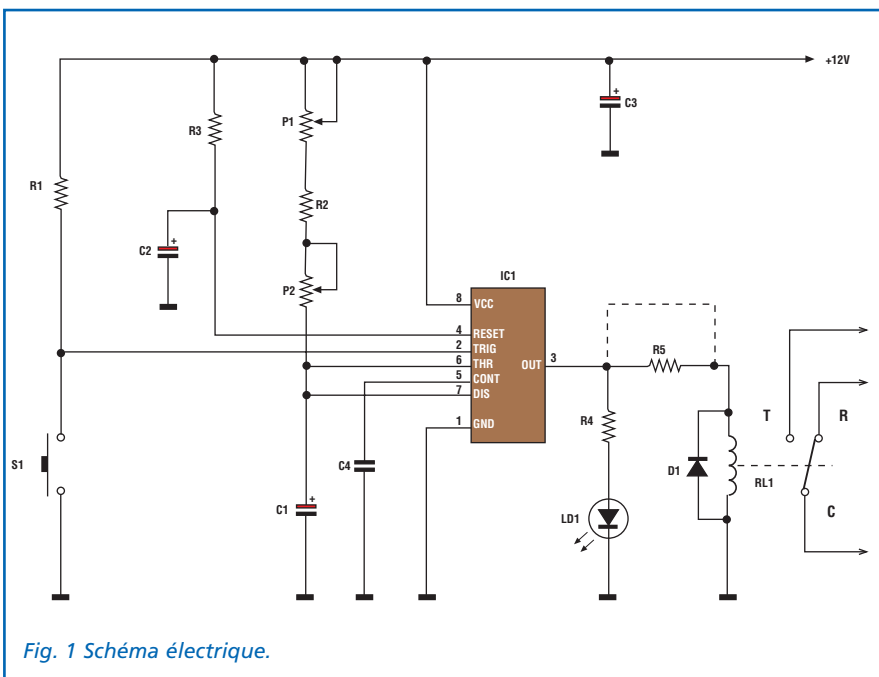 +12V
C3
R3
P1
R1
R2
C2
P2
IC1
8 VCC
4 RESET
2 TRIG
6 THR
OUT 3
5 CONT
7 DIS
1 GND
R5
R4
T
R
S1
C4
D1
RL1
C
C1
LD1
+
+
+
Fig. 1 Schéma électrique.